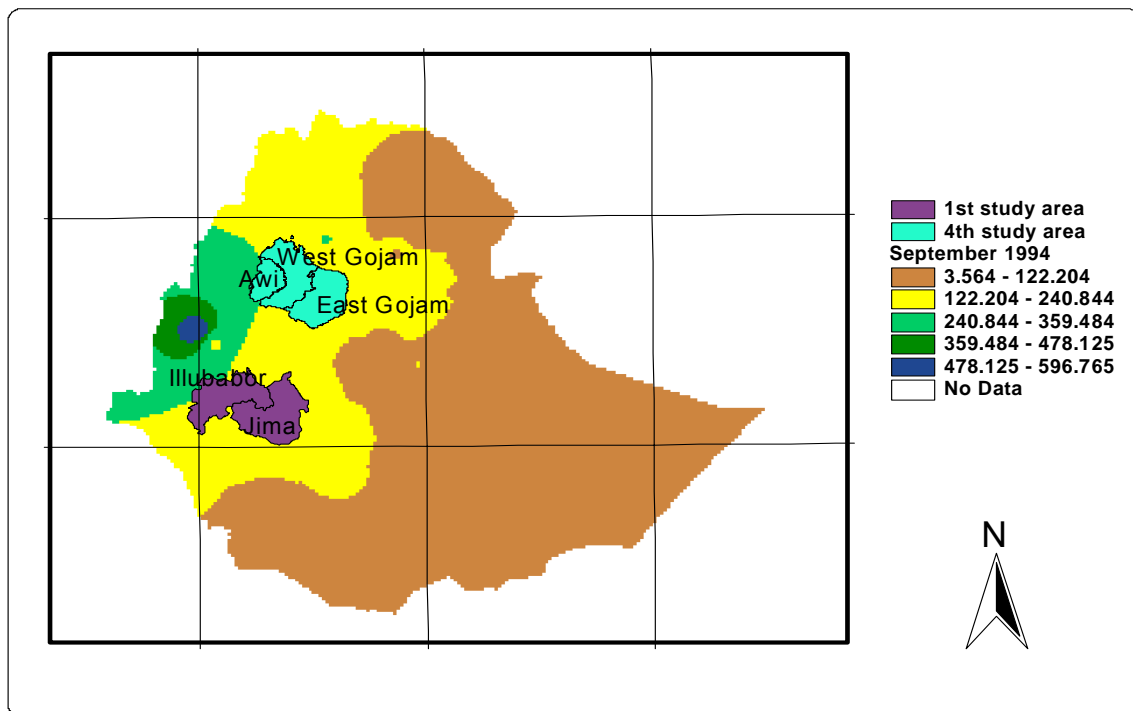 West Gojam
Awi
East Gojam
Illubabor
Jima
1st study area
4th study area
September 1994
3.564 - 122.204
122.204 - 240.844
240.844 - 359.484
359.484 - 478.125
478.125 - 596.765
No Data
N